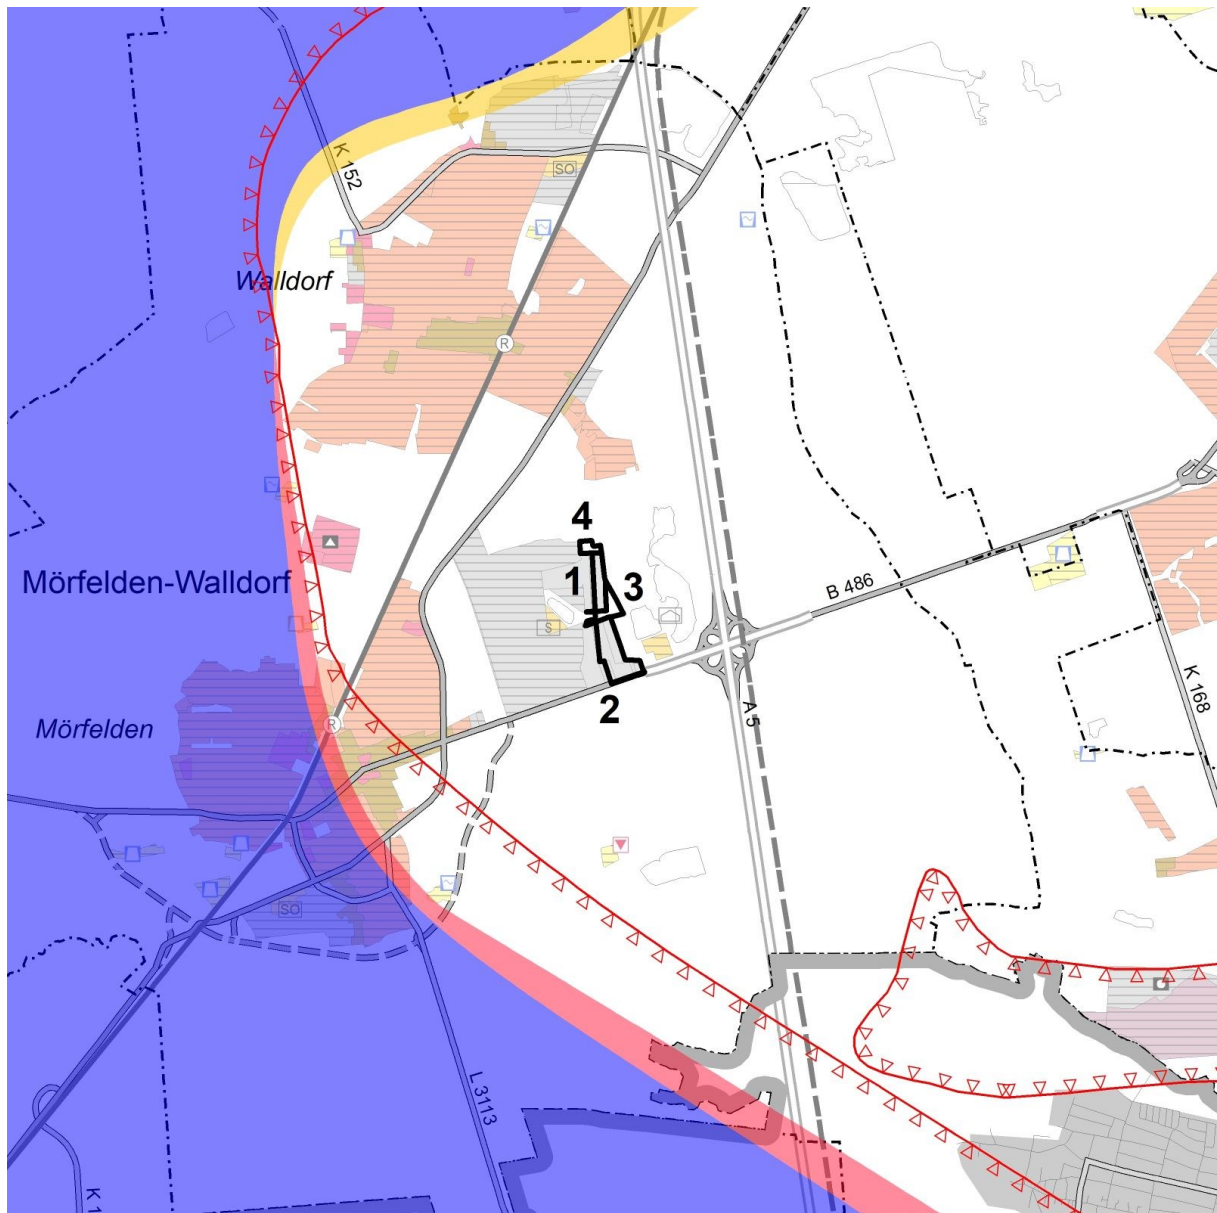 K 152
SO
Walldorf
R
4
Mörfelden-Walldorf
1
3
B 486
S
K 168
2
A 5
R
Mörfelden
SO
L 3113
K 1